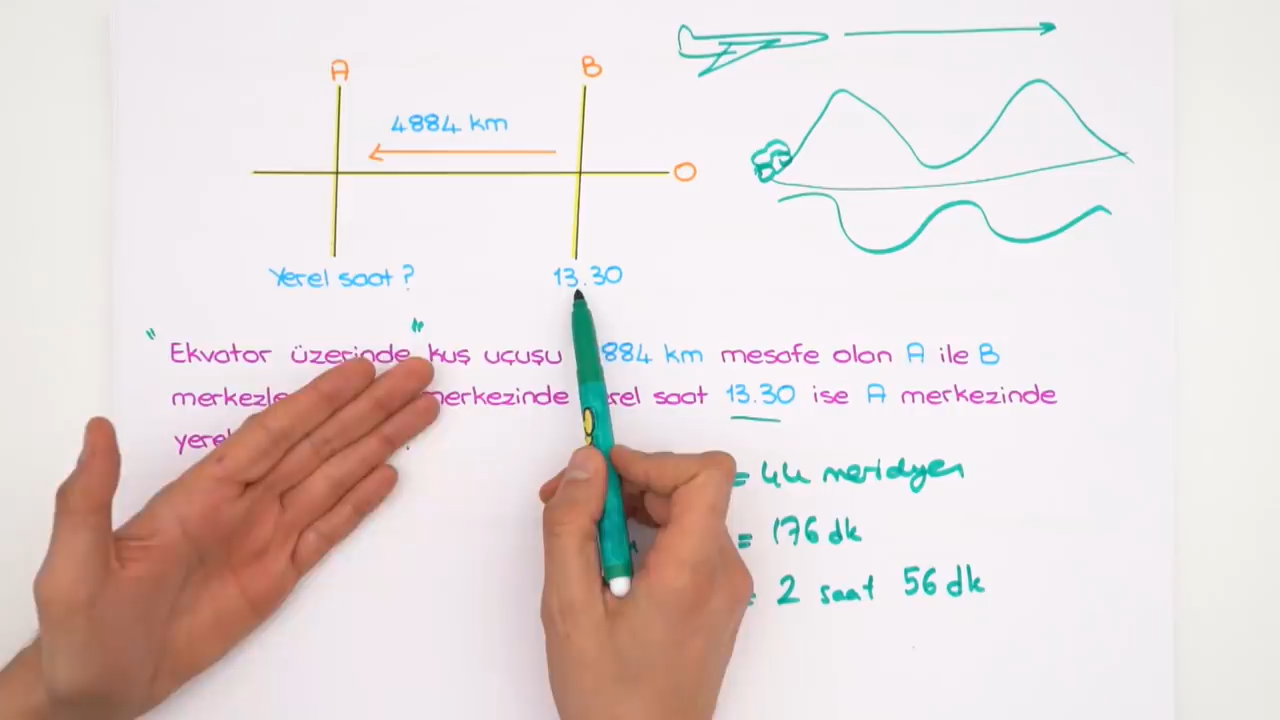 A B
4884 km
O
Yerel saat ? 13.30
" "
Ekvator üzerinde kuş uçuşu 884 km mesafe olan A ile B
merkezle merkezinde rel saat 13.30 ise A merkezinde
yerel ?
= 44 meridyen
= 176 dk
= 2 saat 56 dk